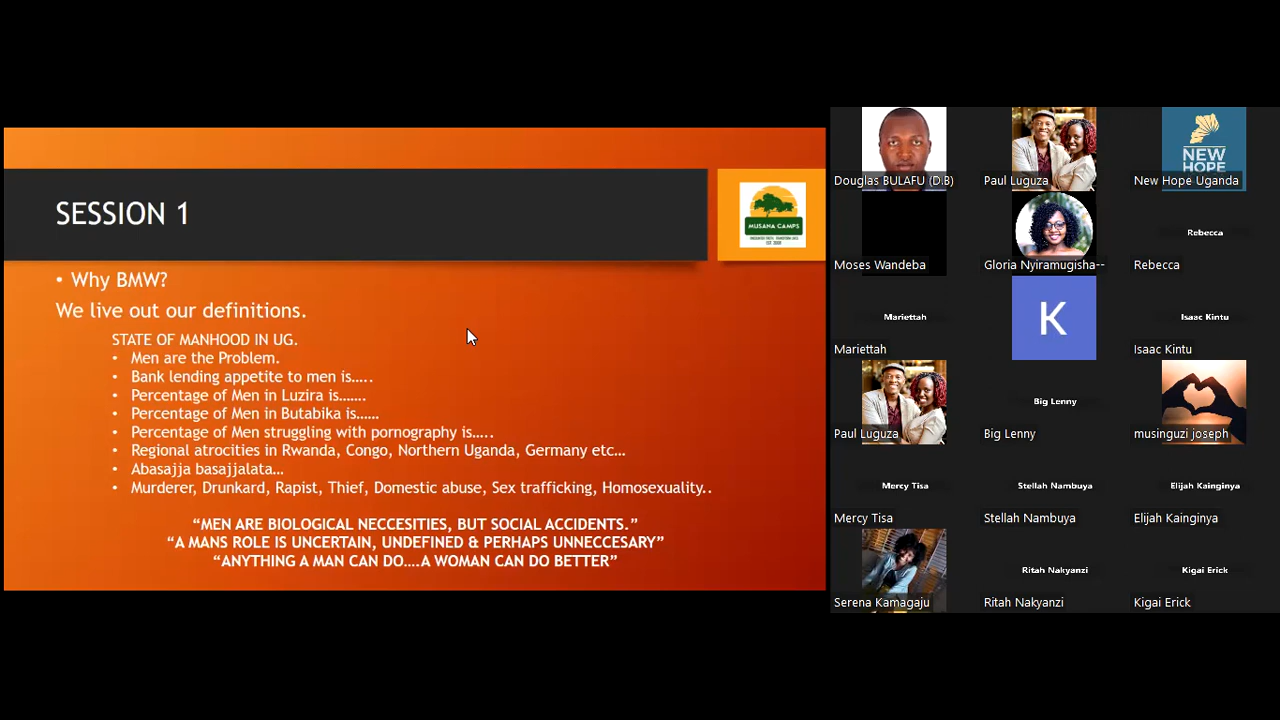 SESSION 1
MUSANA CAMPS
• Why BMW?
We live out our definitions.
STATE OF MANHOOD IN UG.
• Men are the Problem.
• Bank lending appetite to men is…..
• Percentage of Men in Luzira is…….
• Percentage of Men in Butabika is……
• Percentage of Men struggling with pornography is…..
• Regional atrocities in Rwanda, Congo, Northern Uganda, Germany etc…
• Abasajja basajjalata…
• Murderer, Drunkard, Rapist, Thief, Domestic abuse, Sex trafficking, Homosexuality..
“MEN ARE BIOLOGICAL NECCESITIES, BUT SOCIAL ACCIDENTS.”
“A MANS ROLE IS UNCERTAIN, UNDEFINED & PERHAPS UNNECCESARY”
“ANYTHING A MAN CAN DO….A WOMAN CAN DO BETTER”
Douglas BULAFU (D.B)
Paul Luguza
NEW HOPE
New Hope Uganda
Moses Wandeba
Gloria Nyiramugisha--
Rebecca
Rebecca
Mariettah
Mariettah
K
Isaac Kintu
Isaac Kintu
Paul Luguza
Big Lenny
Big Lenny
musinguzi joseph
Mercy Tisa
Mercy Tisa
Stellah Nambuya
Stellah Nambuya
Elijah Kainginya
Elijah Kainginya
Serena Kamagaju
Ritah Nakyanzi
Ritah Nakyanzi
Kigai Erick
Kigai Erick